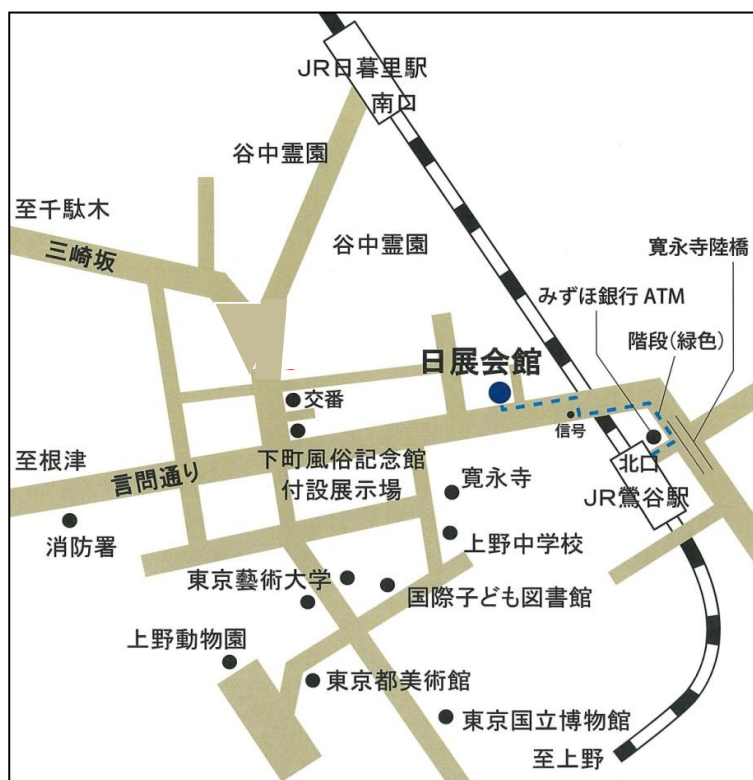 JR日暮里駅
南口
谷中霊園
至千駄木
三崎坂
谷中霊園
寛永寺陸橋
みずほ銀行 ATM
階段(緑色)
日展会館
交番
信号
下町風俗記念館
付設展示場
至根津
言問通り
北口
JR鶯谷駅
寛永寺
消防署
上野中学校
東京藝術大学
国際子ども図書館
上野動物園
東京都美術館
東京国立博物館
至上野